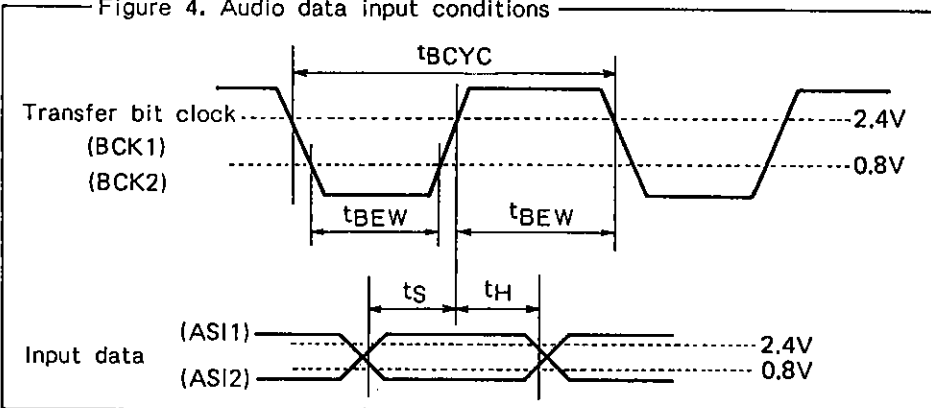 Figure 4. Audio data input conditions
tBCYC
Transfer bit clock
2.4V
(BCK1)
0.8V
(BCK2)
tBEW tBEW
tS tH
(ASI1)
2.4V
Input data
0.8V
(ASI2)